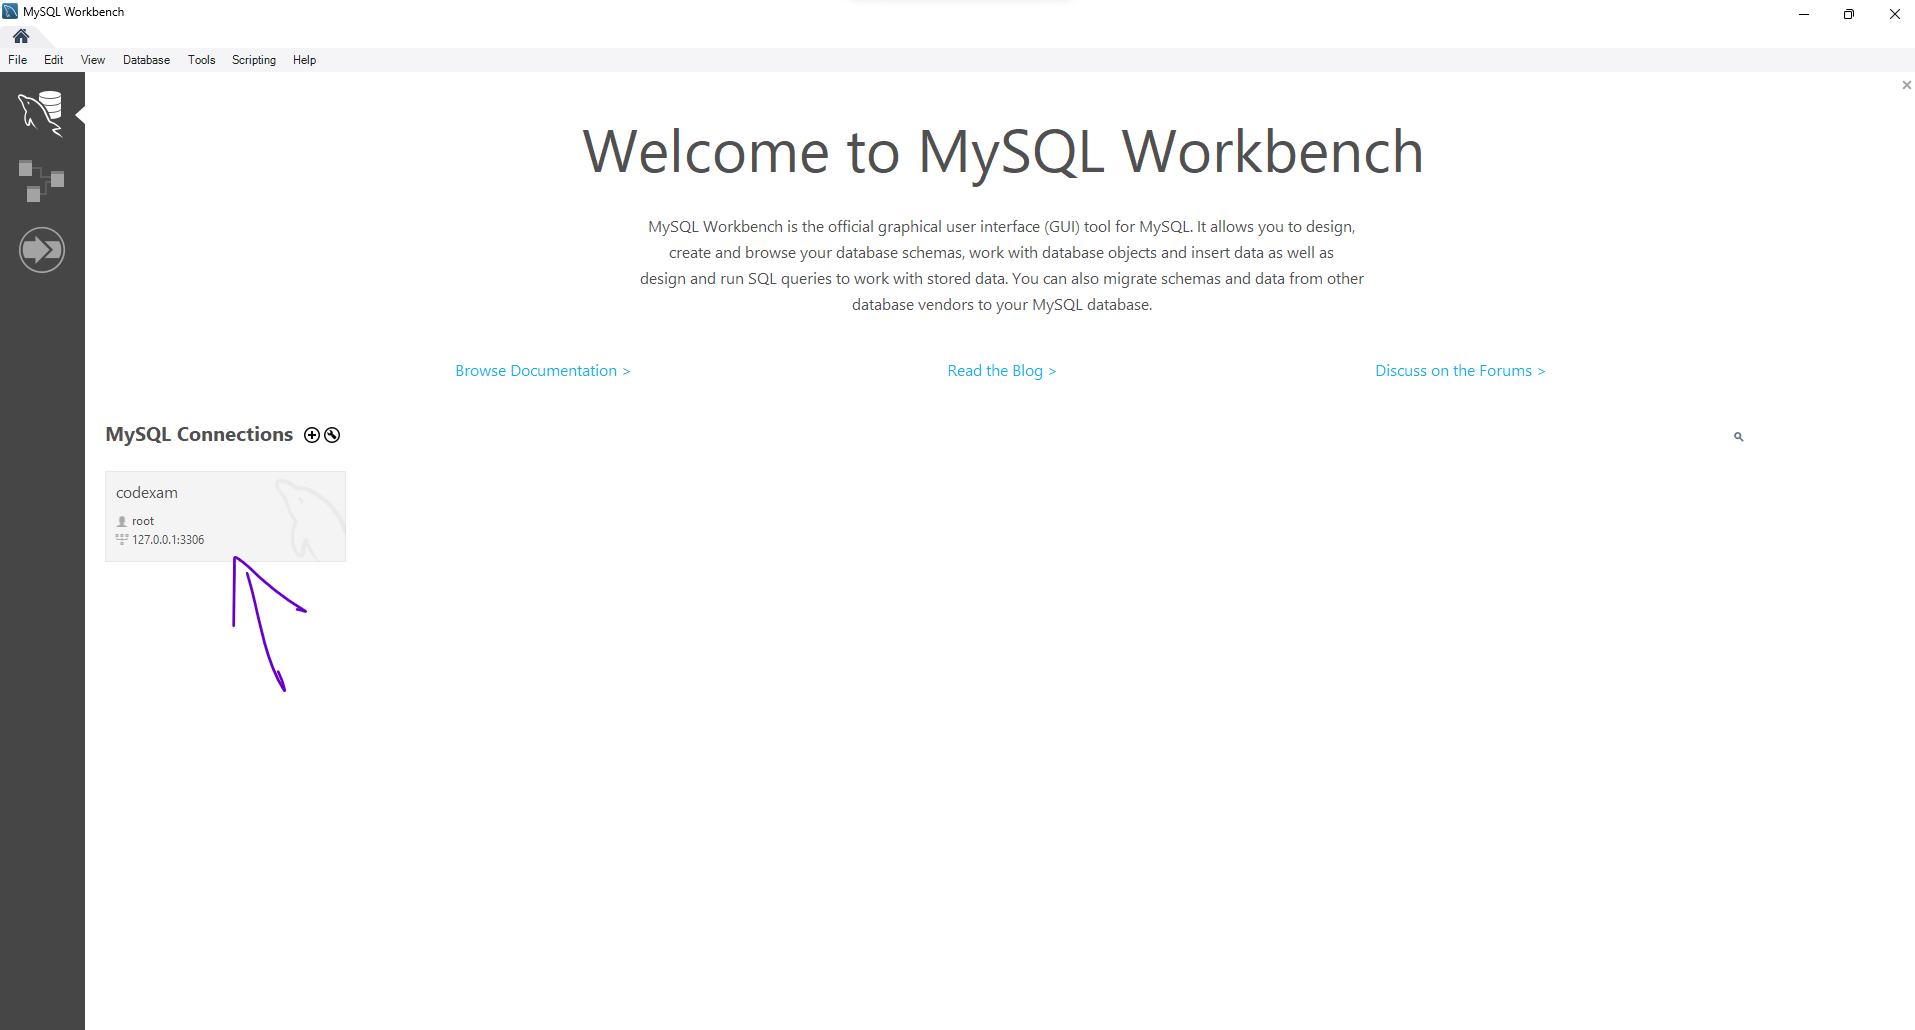 MySQL Workbench
File Edit View Database Tools Scripting Help
Welcome to MySQL Workbench
MySQL Workbench is the official graphical user interface (GUI) tool for MySQL. It allows you to design,
create and browse your database schemas, work with database objects and insert data as well as
design and run SQL queries to work with stored data. You can also migrate schemas and data from other
database vendors to your MySQL database.
Browse Documentation > Read the Blog > Discuss on the Forums >
MySQL Connections
codexam
root
127.0.0.1:3306